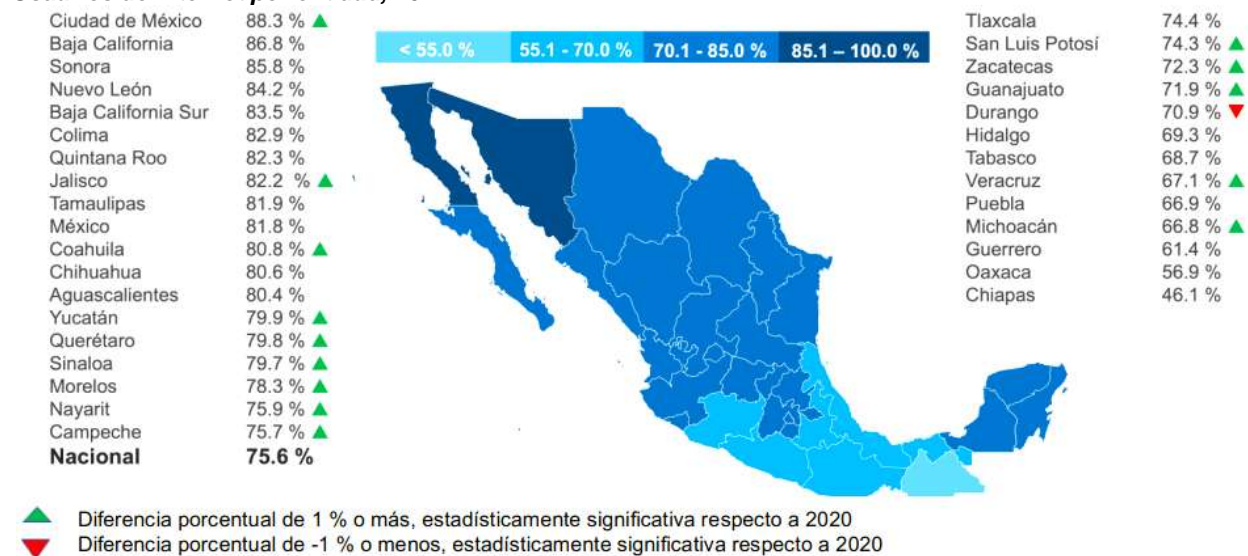 Ciudad de México 88.3 %
Baja California 86.8 %
Sonora 85.8 %
Nuevo León 84.2 %
Baja California Sur 83.5 %
Colima 82.9 %
Quintana Roo 82.3 %
Jalisco 82.2 %
Tamaulipas 81.9 %
México 81.8 %
Coahuila 80.8 %
Chihuahua 80.6 %
Aguascalientes 80.4 %
Yucatán 79.9 %
Querétaro 79.8 %
Sinaloa 79.7 %
Morelos 78.3 %
Nayarit 75.9 %
Campeche 75.7 %
Nacional 75.6 %
< 55.0 % 55.1 - 70.0 % 70.1 - 85.0 % 85.1 – 100.0 %
Tlaxcala 74.4 %
San Luis Potosí 74.3 %
Zacatecas 72.3 %
Guanajuato 71.9 %
Durango 70.9 %
Hidalgo 69.3 %
Tabasco 68.7 %
Veracruz 67.1 %
Puebla 66.9 %
Michoacán 66.8 %
Guerrero 61.4 %
Oaxaca 56.9 %
Chiapas 46.1 %
Diferencia porcentual de 1 % o más, estadísticamente significativa respecto a 2020
Diferencia porcentual de -1 % o menos, estadísticamente significativa respecto a 2020